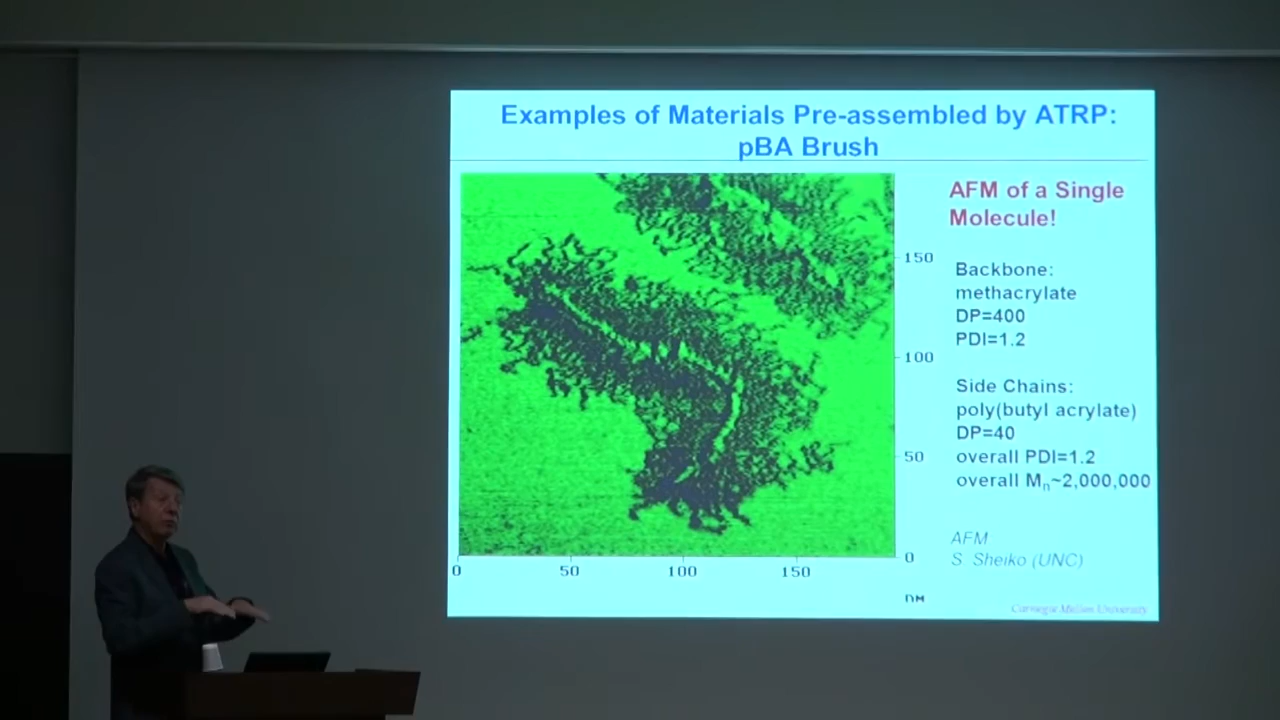 Examples of Materials Pre-assembled by ATRP:
pBA Brush
AFM of a Single
Molecule!
Backbone:
methacrylate
DP=400
PDI=1.2
Side Chains:
poly(butyl acrylate)
DP=40
overall PDI=1.2
overall Mn~2,000,000
AFM
S. Sheiko (UNC)
150
100
50
0
0 50 100 150
nM
Carnegie Mellon University